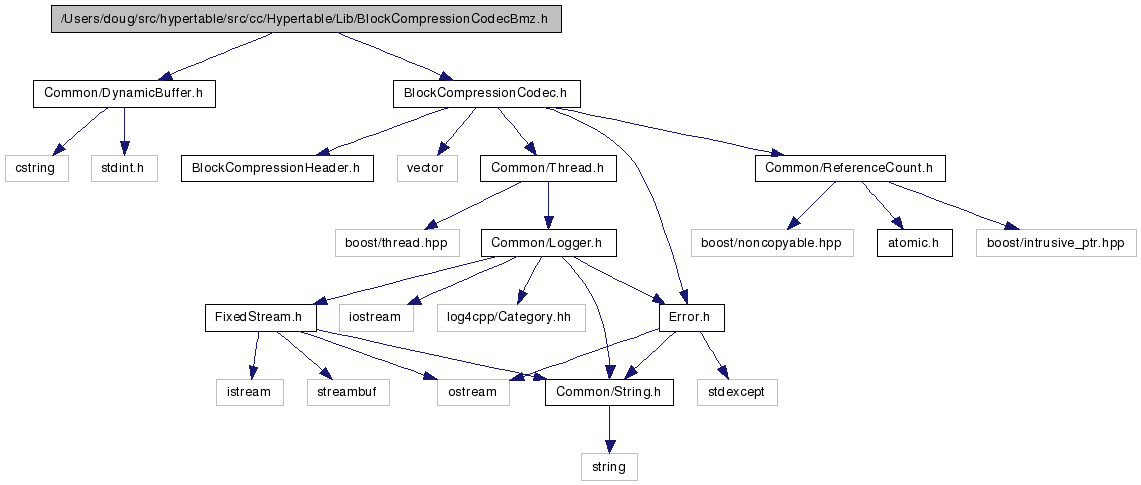 /Users/doug/src/hypertable/src/cc/Hypertable/Lib/BlockCompressionCodecBmz.h
Common/DynamicBuffer.h
BlockCompressionCodec.h
cstring
stdint.h
BlockCompressionHeader.h
vector
Common/Thread.h
Common/ReferenceCount.h
boost/thread.hpp
Common/Logger.h
boost/noncopyable.hpp
atomic.h
boost/intrusive_ptr.hpp
FixedStream.h
iostream
log4cpp/Category.hh
Error.h
istream
streambuf
ostream
Common/String.h
stdexcept
string